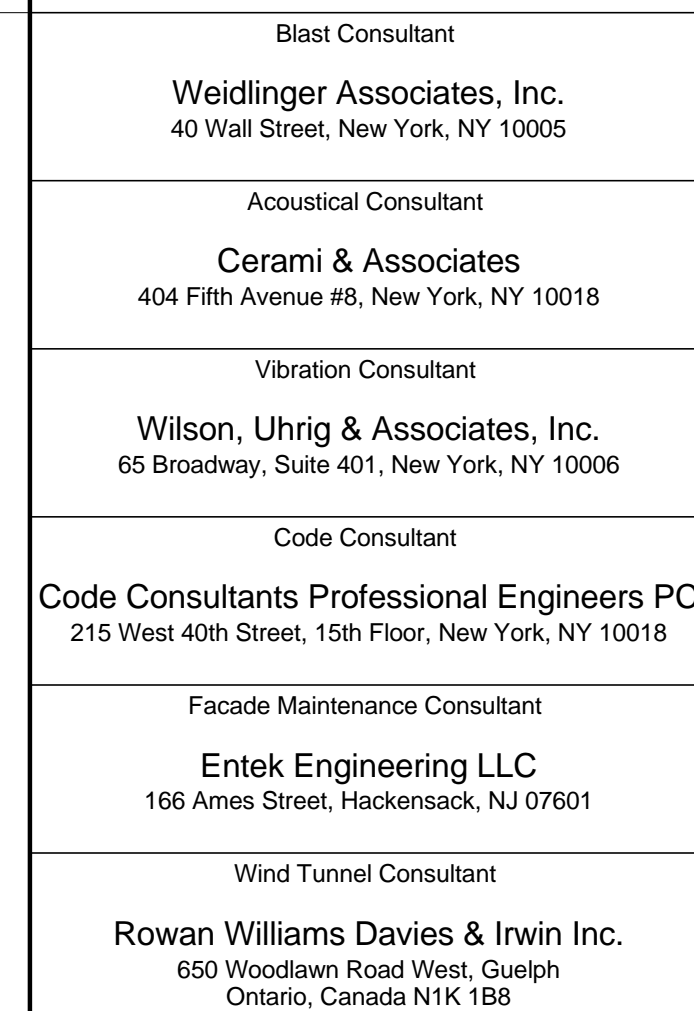 Blast Consultant
Weidlinger Associates, Inc.
40 Wall Street, New York, NY 10005
Acoustical Consultant
Cerami & Associates
404 Fifth Avenue #8, New York, NY 10018
Vibration Consultant
Wilson, Uhrig & Associates, Inc.
65 Broadway, Suite 401, New York, NY 10006
Code Consultant
Code Consultants Professional Engineers PC
215 West 40th Street, 15th Floor, New York, NY 10018
Facade Maintenance Consultant
Entek Engineering LLC
166 Ames Street, Hackensack, NJ 07601
Wind Tunnel Consultant
Rowan Williams Davies & Irwin Inc.
650 Woodlawn Road West, Guelph
Ontario, Canada N1K 1B8